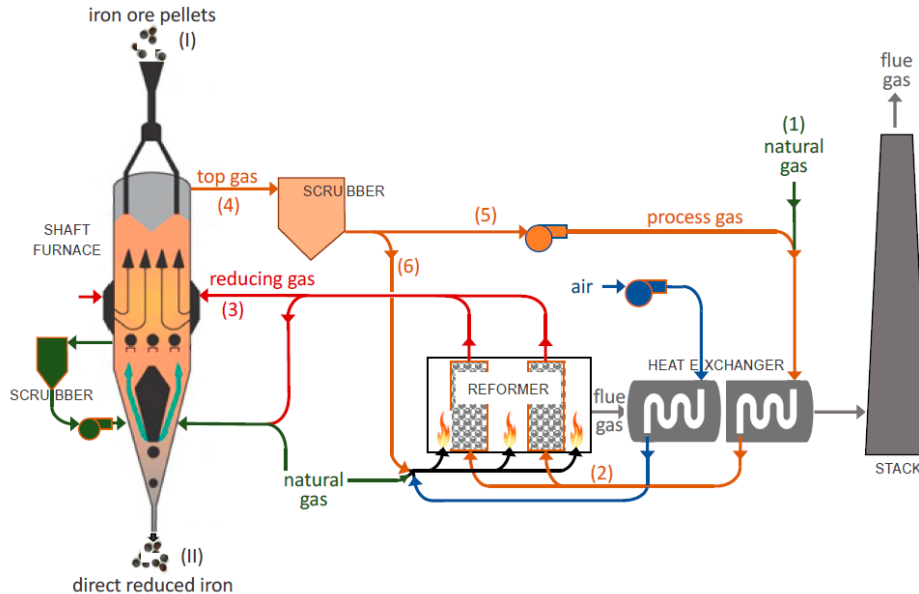 iron ore pellets
(I)
flue
gas
(1)
natural
gas
top gas
(4)
SCRUBBER
(5)
process gas
SHAFT
FURNACE
(6)
reducing gas
(3)
air
HEAT EXCHANGER
REFORMER
SCRUBBER
flue
gas
natural
gas
(2)
STACK
(II)
direct reduced iron